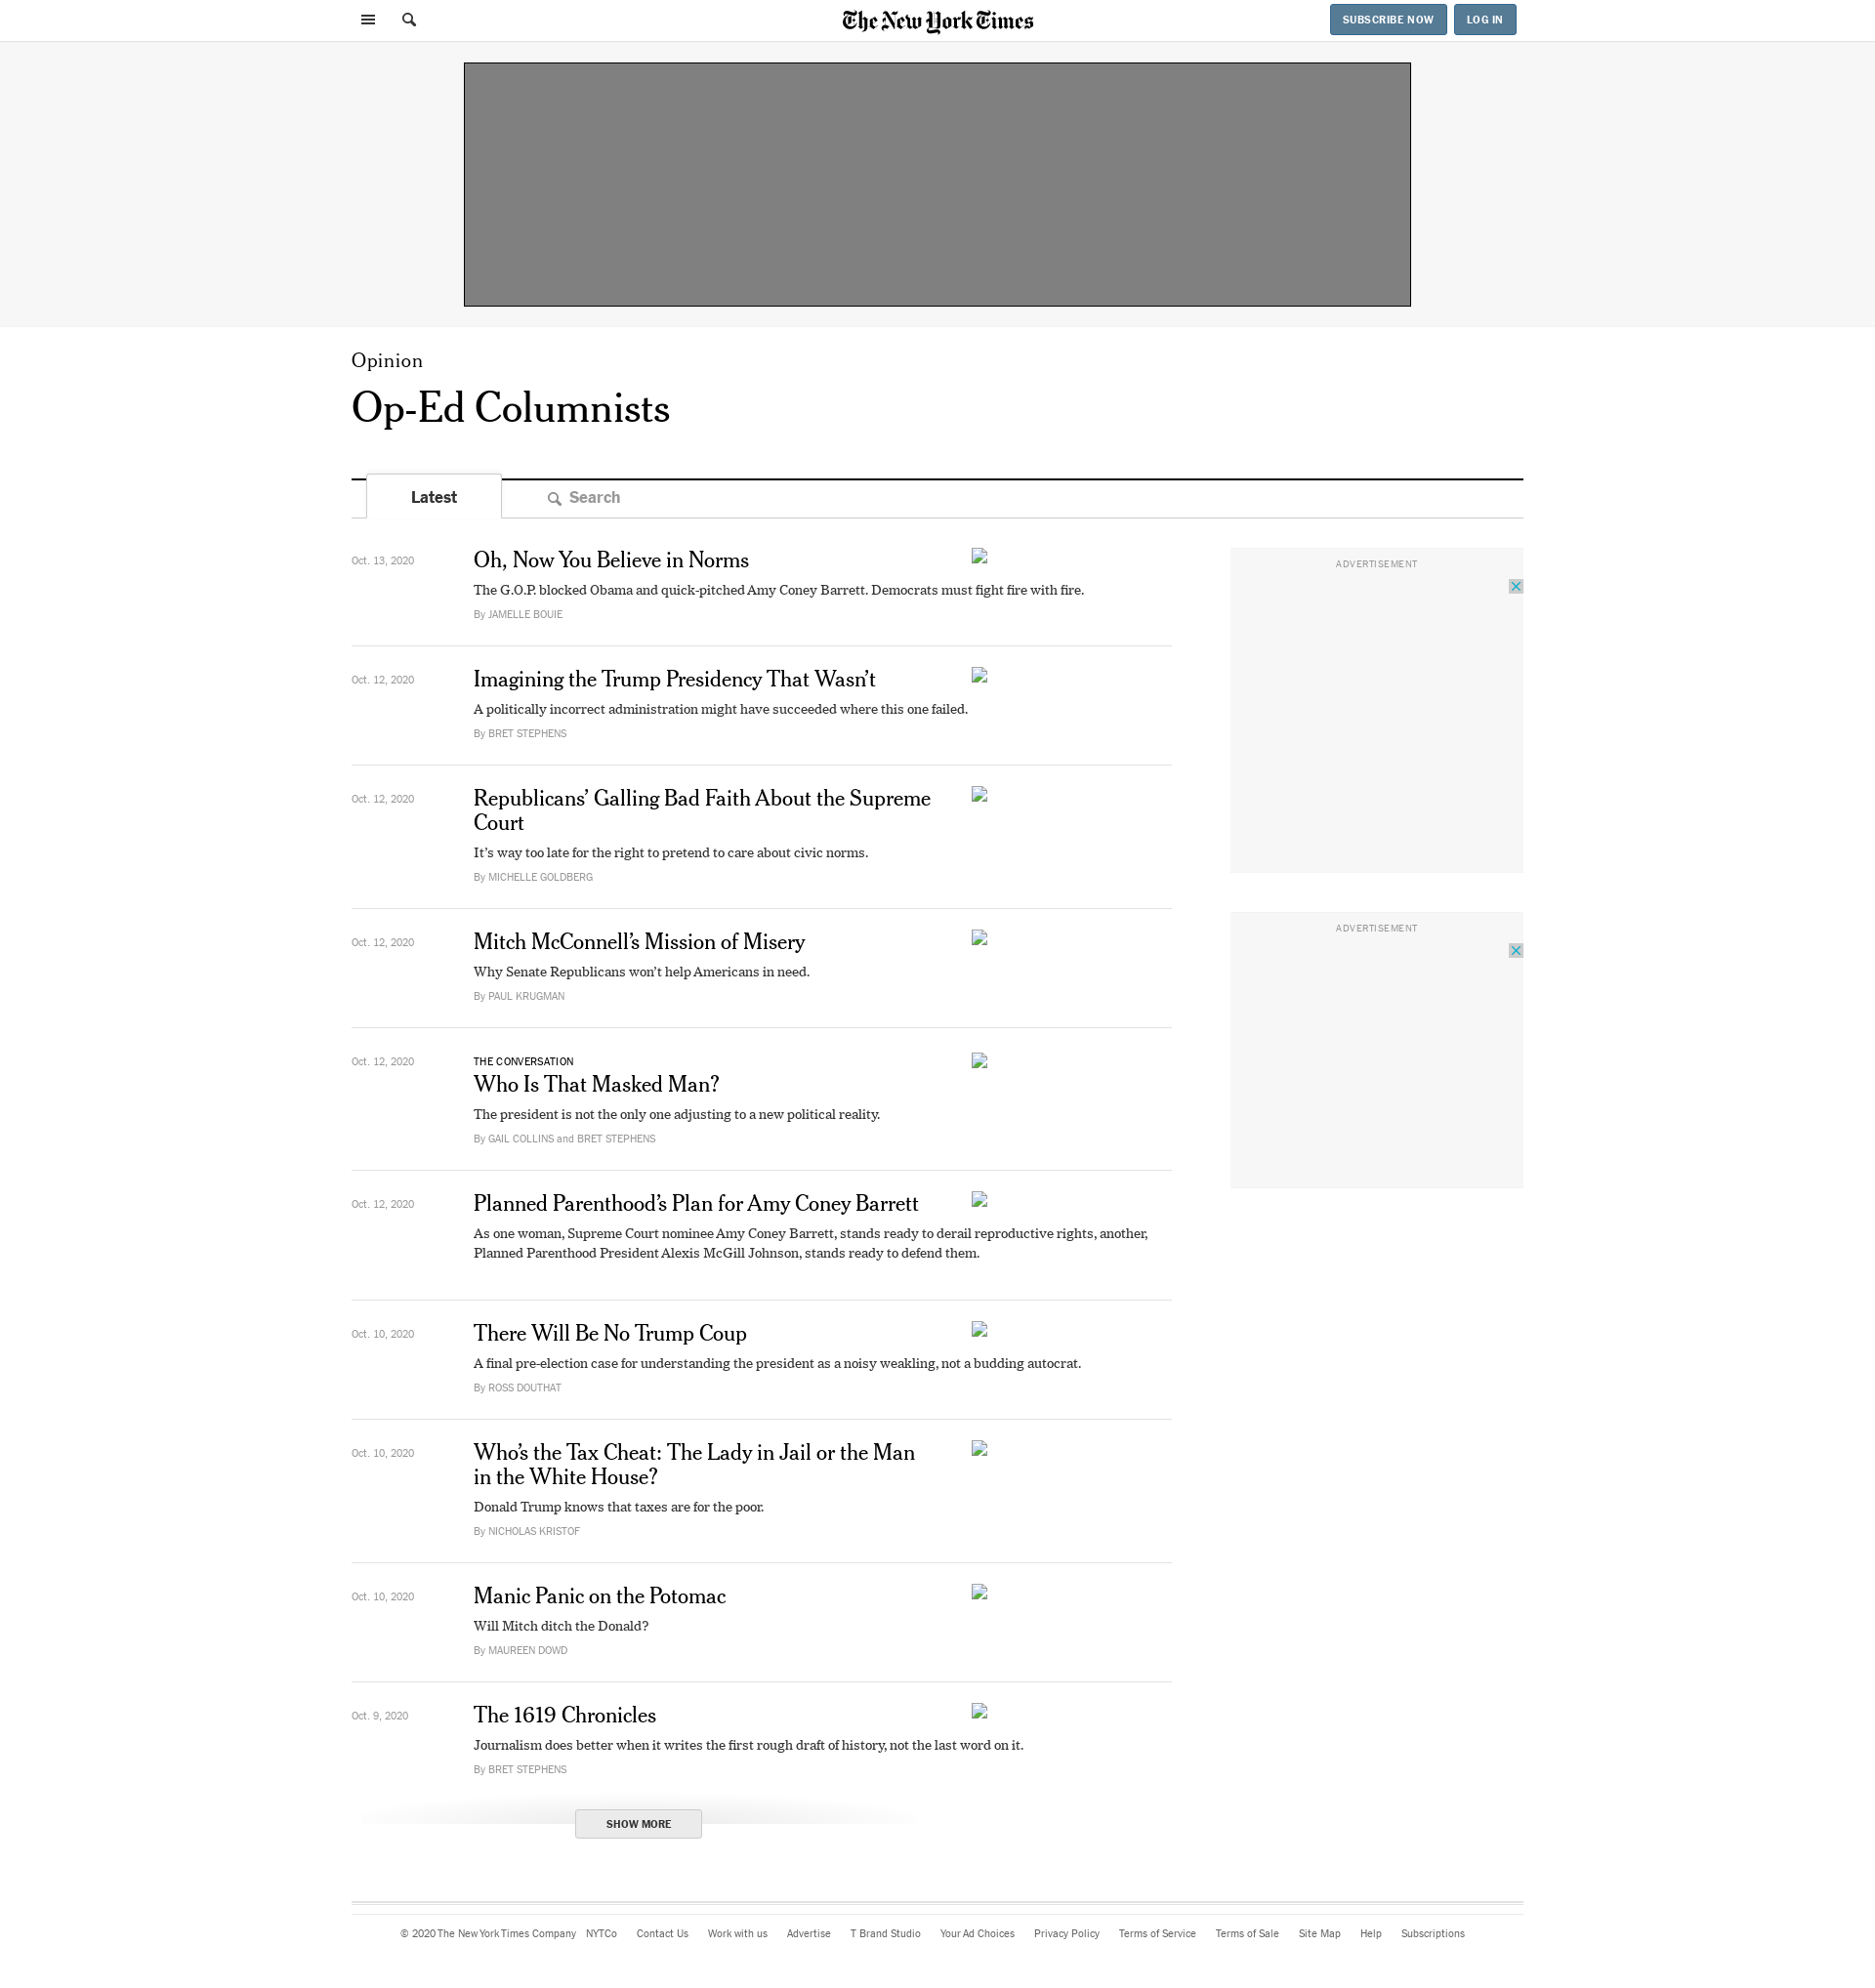 The New York Times
SUBSCRIBE NOW
LOG IN
Opinion
Op-Ed Columnists
Latest
Search
Oct. 13, 2020
Oh, Now You Believe in Norms
The G.O.P. blocked Obama and quick-pitched Amy Coney Barrett. Democrats must fight fire with fire.
By JAMELLE BOUIE
Oct. 12, 2020
Imagining the Trump Presidency That Wasn’t
A politically incorrect administration might have succeeded where this one failed.
By BRET STEPHENS
Oct. 12, 2020
Republicans’ Galling Bad Faith About the Supreme
Court
It’s way too late for the right to pretend to care about civic norms.
By MICHELLE GOLDBERG
Oct. 12, 2020
Mitch McConnell’s Mission of Misery
Why Senate Republicans won’t help Americans in need.
By PAUL KRUGMAN
Oct. 12, 2020
THE CONVERSATION
Who Is That Masked Man?
The president is not the only one adjusting to a new political reality.
By GAIL COLLINS and BRET STEPHENS
Oct. 12, 2020
Planned Parenthood’s Plan for Amy Coney Barrett
As one woman, Supreme Court nominee Amy Coney Barrett, stands ready to derail reproductive rights, another,
Planned Parenthood President Alexis McGill Johnson, stands ready to defend them.
Oct. 10, 2020
There Will Be No Trump Coup
A final pre-election case for understanding the president as a noisy weakling, not a budding autocrat.
By ROSS DOUTHAT
Oct. 10, 2020
Who’s the Tax Cheat: The Lady in Jail or the Man
in the White House?
Donald Trump knows that taxes are for the poor.
By NICHOLAS KRISTOF
Oct. 10, 2020
Manic Panic on the Potomac
Will Mitch ditch the Donald?
By MAUREEN DOWD
Oct. 9, 2020
The 1619 Chronicles
Journalism does better when it writes the first rough draft of history, not the last word on it.
By BRET STEPHENS
SHOW MORE
ADVERTISEMENT
ADVERTISEMENT
© 2020 The New York Times Company NYTCo Contact Us Work with us Advertise T Brand Studio Your Ad Choices Privacy Policy Terms of Service Terms of Sale Site Map Help Subscriptions